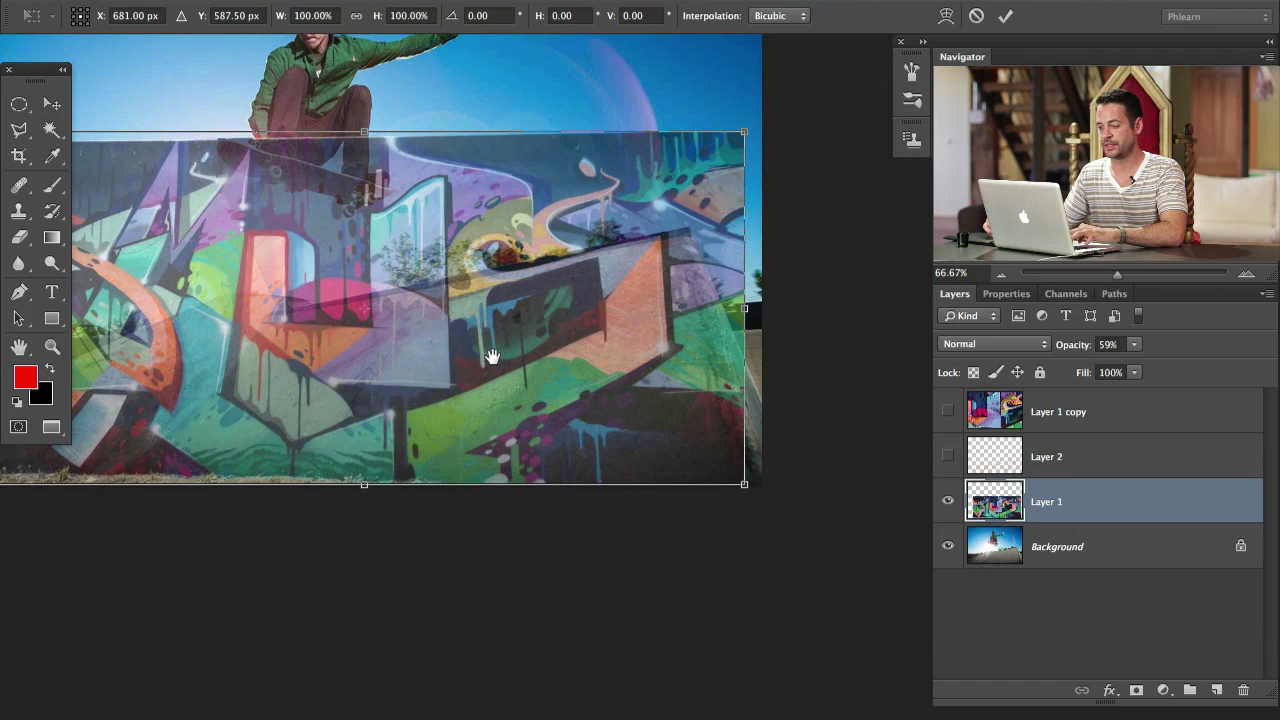 X: 681.00 px Y: 587.50 px W: 100.00% H: 100.00% 0.00 ° H: 0.00 ° V: 0.00 ° Interpolation: Bicubic Phlearn
Navigator
66.67%
Layers Properties Channels Paths
Kind
Normal Opacity: 59%
Lock: Fill: 100%
Layer 1 copy
Layer 2
Layer 1
Background